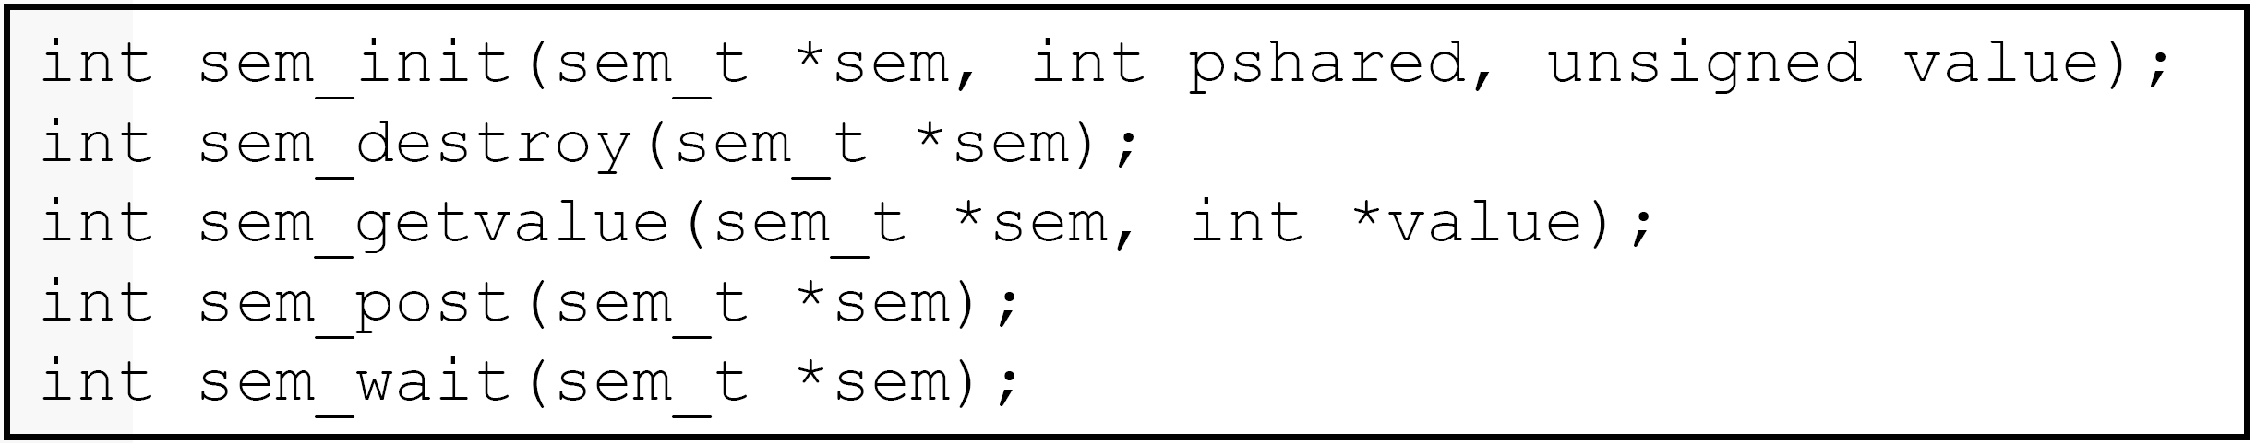 int sem_init(sem_t *sem, int pshared, unsigned value);
int sem_destroy(sem_t *sem);
int sem_getvalue(sem_t *sem, int *value);
int sem_post(sem_t *sem);
int sem_wait(sem_t *sem);